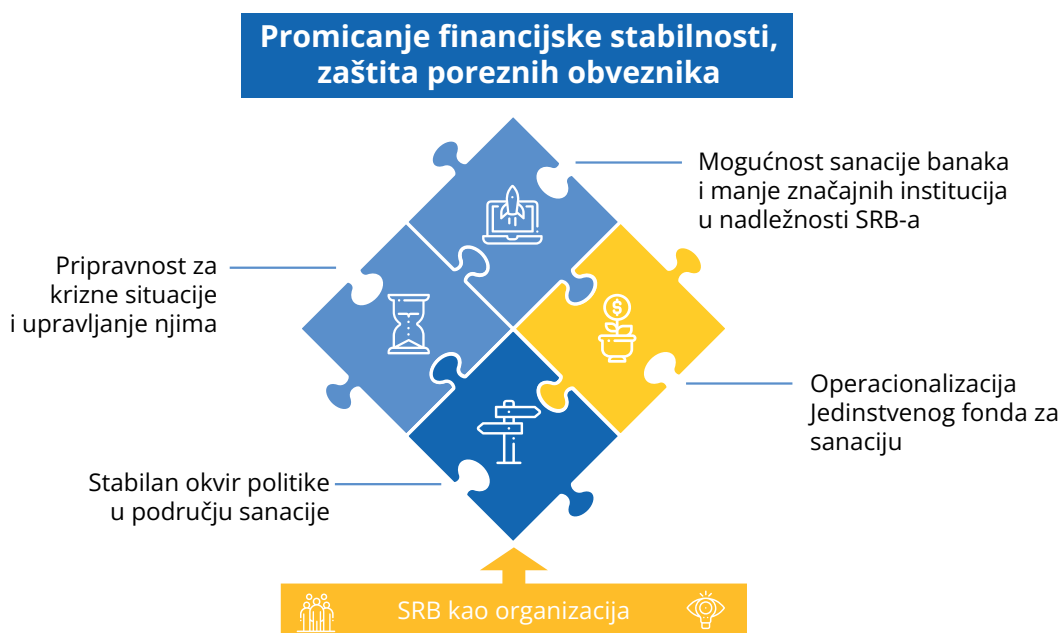 Promicanje financijske stabilnosti,
zaštita poreznih obveznika
Mogućnost sanacije banaka
i manje značajnih institucija
u nadležnosti SRB-a
Pripravnost za
krizne situacije
i upravljanje njima
$
Operacionalizacija
Jedinstvenog fonda za
sanaciju
Stabilan okvir politike
u području sanacije
SRB kao organizacija